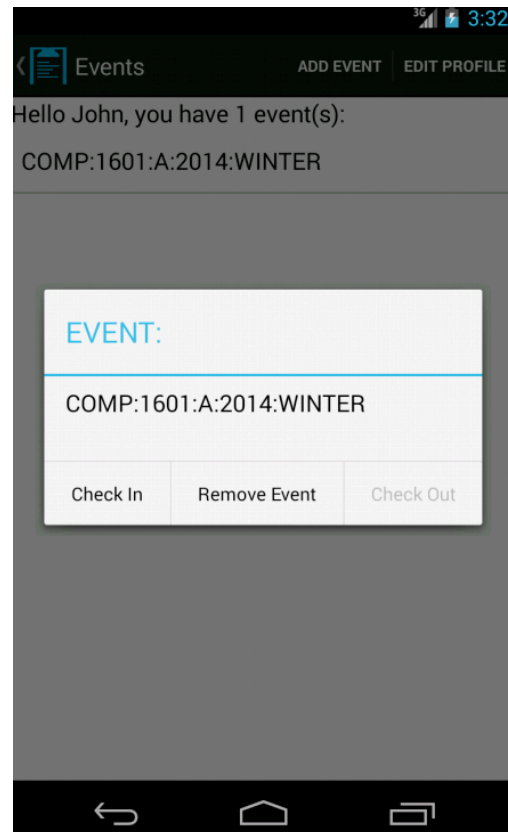 3G 3:32
Events ADD EVENT EDIT PROFILE
Hello John, you have 1 event(s):
COMP:1601:A:2014:WINTER
EVENT:
COMP:1601:A:2014:WINTER
Check In Remove Event Check Out